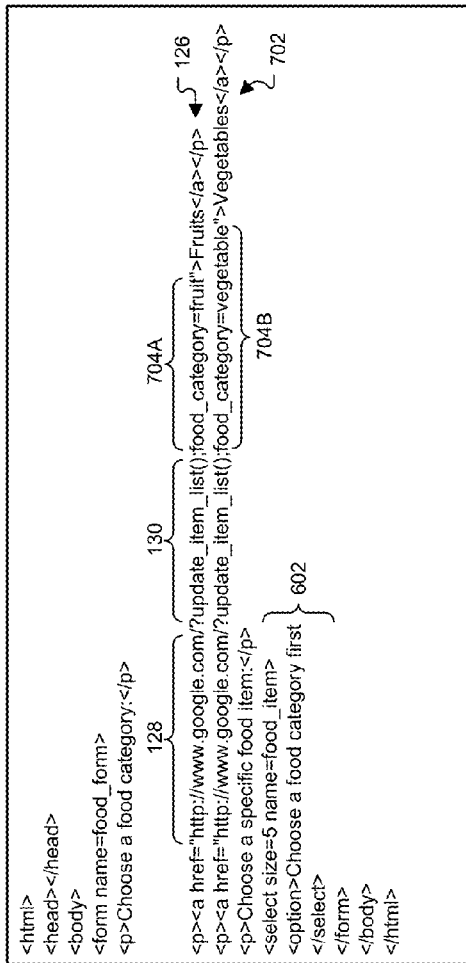 <html>
<head></head>
<body>
<form name=food_form>
<p>Choose a food category:</p>
128
130
704A
126
<p><a href="http://www.google.com/?update_item_list();food_category=fruit">Fruits</a></p>
<p><a href="http://www.google.com/?update_item_list();food_category=vegetable">Vegetables</a></p>
704B
702
<p>Choose a specific food item:</p>
<select size=5 name=food_item>
<option>Choose a food category first
602
</select>
</form>
</body>
</html>